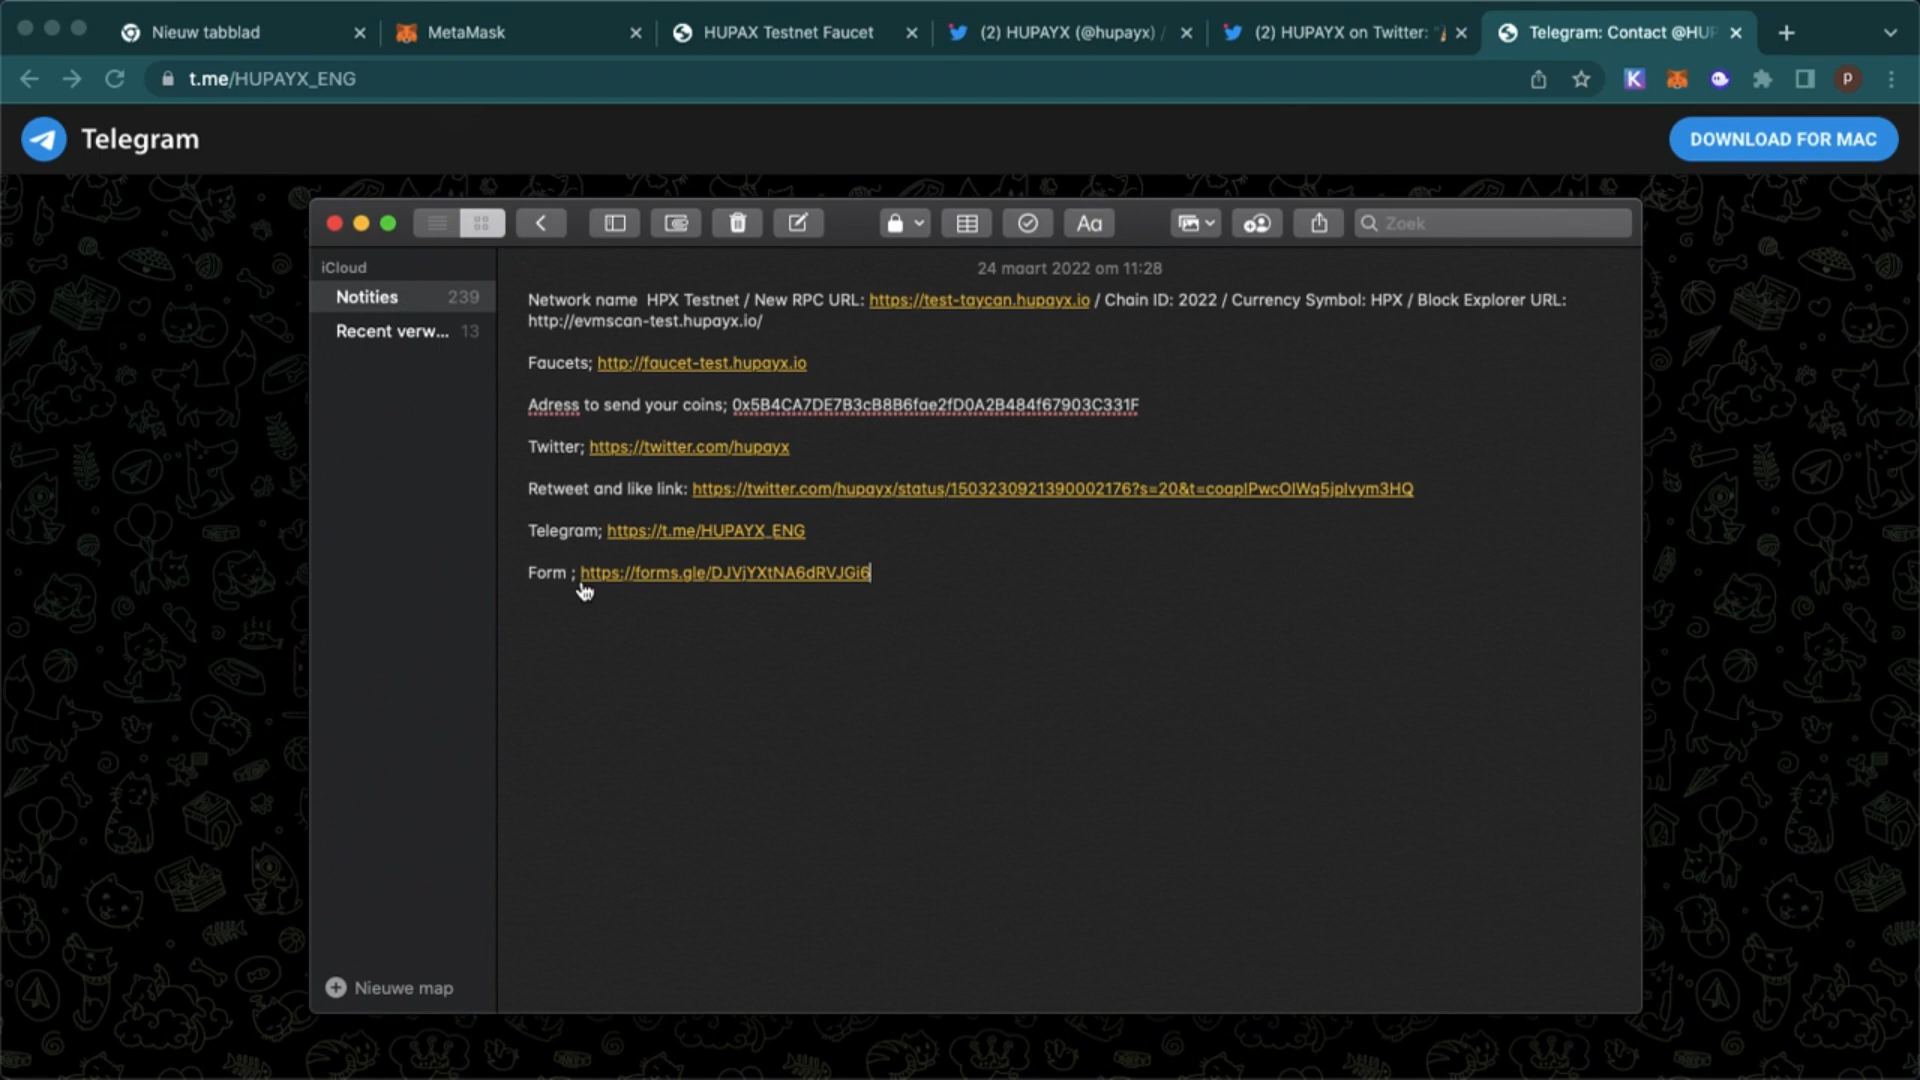 Nieuw tabblad
MetaMask
HUPAX Testnet Faucet
(2) HUPAYX (@hupayx) /
(2) HUPAYX on Twitter: "
Telegram: Contact @HUP
t.me/HUPAYX_ENG
K
P
Telegram
DOWNLOAD FOR MAC
Aa
Zoek
iCloud
Notities 239
Recent verw... 13
24 maart 2022 om 11:28
Network name  HPX Testnet / New RPC URL: https://test-taycan.hupayx.io / Chain ID: 2022 / Currency Symbol: HPX / Block Explorer URL:
http://evmscan-test.hupayx.io/
Faucets; http://faucet-test.hupayx.io
Adress to send your coins; 0x5B4CA7DE7B3cB8B6fae2fD0A2B484f67903C331F
Twitter; https://twitter.com/hupayx
Retweet and like link: https://twitter.com/hupayx/status/1503230921390002176?s=20&t=coapIPwcOIWq5jpIvym3HQ
Telegram; https://t.me/HUPAYX_ENG
Form ; https://forms.gle/DJVjYXtNA6dRVJGi6
Nieuwe map